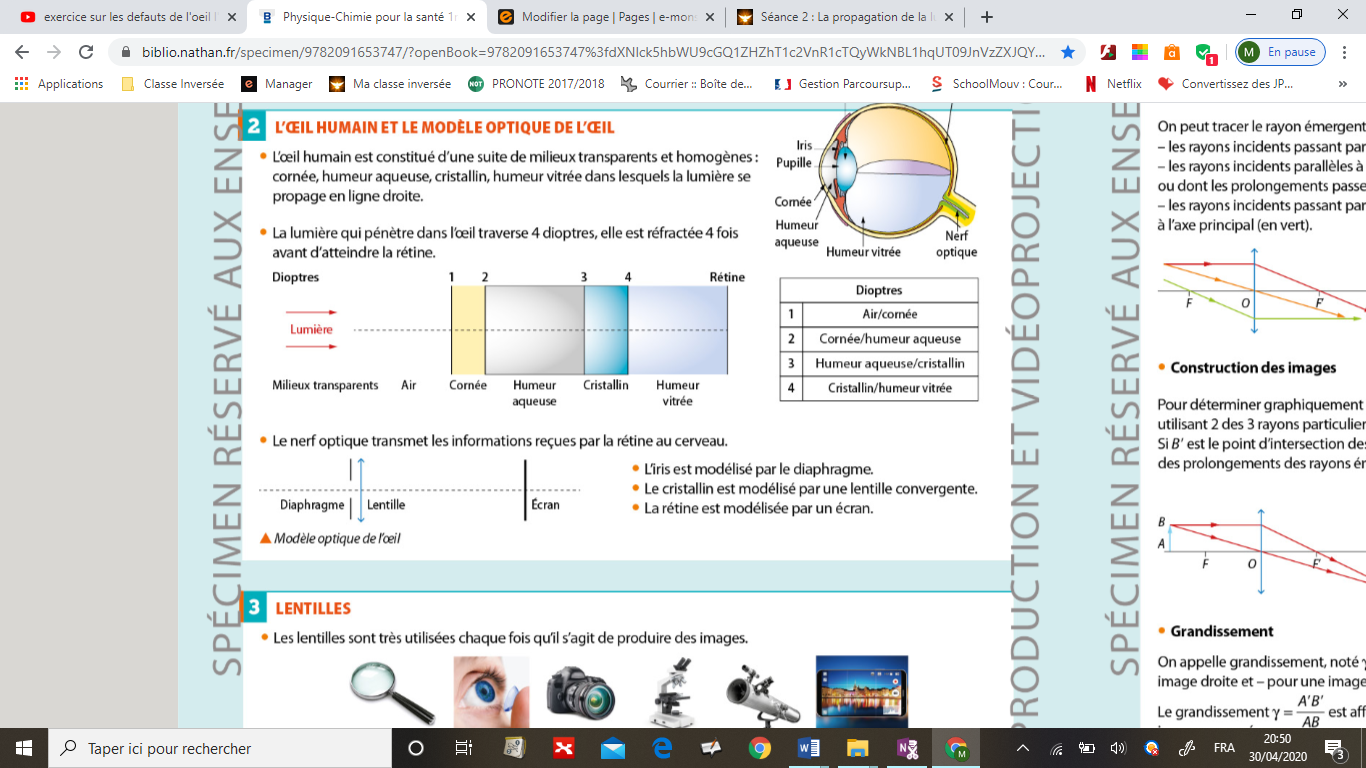 exercice sur les defauts de l'oeil
Physique-Chimie pour la santé 1
Modifier la page | Pages | e-mons
Séance 2 : La propagation de la l
biblio.nathan.fr/specimen/9782091653747/?openBook=9782091653747%3fdXNlck5hbWU9cGQ1ZHZhT1c2VnR1cTQyWkNBL1hqUT09JnVzZXJQY...
M En pause
Applications
Classe Inversée
Manager
Ma classe inversée
PRONOTE 2017/2018
Courrier :: Boîte de...
Gestion Parcoursup...
SchoolMouv : Cour...
Netflix
Convertissez des JP...
»
SPÉCIMEN RÉSERVÉ AUX ENSE
2 L'ŒIL HUMAIN ET LE MODÈLE OPTIQUE DE L'ŒIL
• L'œil humain est constitué d'une suite de milieux transparents et homogènes :
cornée, humeur aqueuse, cristallin, humeur vitrée dans lesquels la lumière se
propage en ligne droite.
• La lumière qui pénètre dans l'œil traverse 4 dioptres, elle est réfractée 4 fois
avant d'atteindre la rétine.
Iris
Pupille
Cornée
Humeur
aqueuse
Humeur vitrée
Nerf
optique
Dioptres 1 2 3 4 Rétine
Lumière
Milieux transparents Air Cornée Humeur
aqueuse Cristallin Humeur
vitrée
Dioptres
1 Air/cornée
2 Cornée/humeur aqueuse
3 Humeur aqueuse/cristallin
4 Cristallin/humeur vitrée
• Le nerf optique transmet les informations reçues par la rétine au cerveau.
Diaphragme Lentille Écran
• L'iris est modélisé par le diaphragme.
• Le cristallin est modélisé par une lentille convergente.
• La rétine est modélisée par un écran.
▲ Modèle optique de l'œil
3 LENTILLES
• Les lentilles sont très utilisées chaque fois qu'il s'agit de produire des images.
PRODUCTION ET VIDÉOPROJECTIO
SPÉCIMEN RÉSERVÉ AUX ENSE
On peut tracer le rayon émergent
– les rayons incidents passant par
– les rayons incidents parallèles à
ou dont les prolongements passe
– les rayons incidents passant par
à l'axe principal (en vert).
F O F'
• Construction des images
Pour déterminer graphiquement
utilisant 2 des 3 rayons particulier
Si B' est le point d'intersection des
des prolongements des rayons ém
B
A
F O F'
• Grandissement
On appelle grandissement, noté γ
image droite et – pour une image
Le grandissement γ = A'B'/AB est aff
Taper ici pour rechercher
FRA
20:50
30/04/2020
3